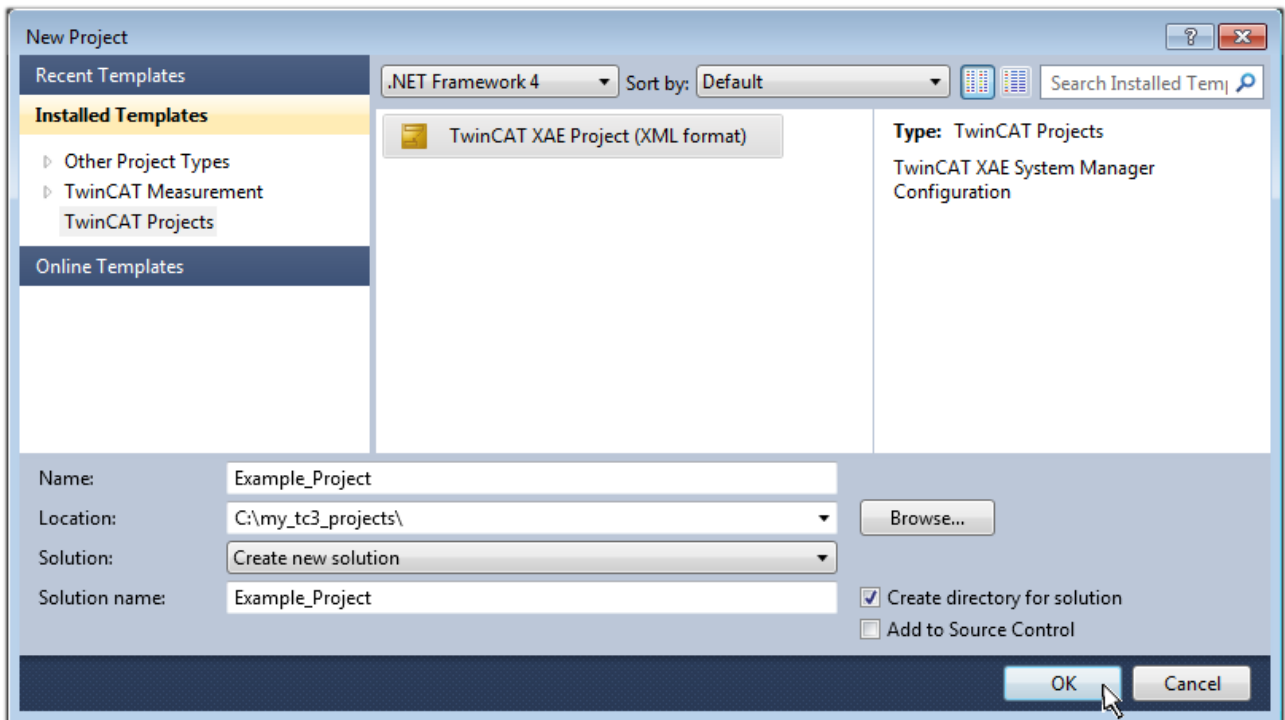 New Project
Recent Templates
.NET Framework 4 Sort by: Default
Installed Templates
Other Project Types
TwinCAT Measurement
TwinCAT Projects
Online Templates
TwinCAT XAE Project (XML format)
Search Installed
Type: TwinCAT Projects
TwinCAT XAE System Manager
Configuration
Name: Example_Project
Location: C:\my_tc3_projects\ Browse...
Solution: Create new solution
Solution name: Example_Project
Create directory for solution
Add to Source Control
OK Cancel